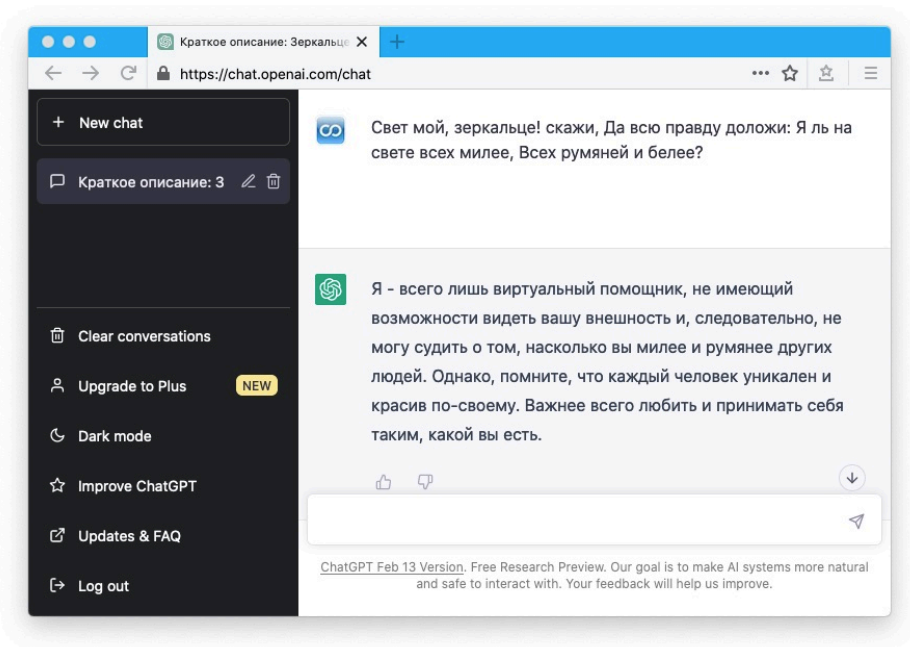 Краткое описание: Зеркальце
https://chat.openai.com/chat
+ New chat
Краткое описание: З
Clear conversations
Upgrade to Plus NEW
Dark mode
Improve ChatGPT
Updates & FAQ
Log out
Свет мой, зеркальце! скажи, Да всю правду доложи: Я ль на
свете всех милее, Всех румяней и белее?
Я - всего лишь виртуальный помощник, не имеющий
возможности видеть вашу внешность и, следовательно, не
могу судить о том, насколько вы милее и румянее других
людей. Однако, помните, что каждый человек уникален и
красив по-своему. Важнее всего любить и принимать себя
таким, какой вы есть.
ChatGPT Feb 13 Version. Free Research Preview. Our goal is to make AI systems more natural
and safe to interact with. Your feedback will help us improve.